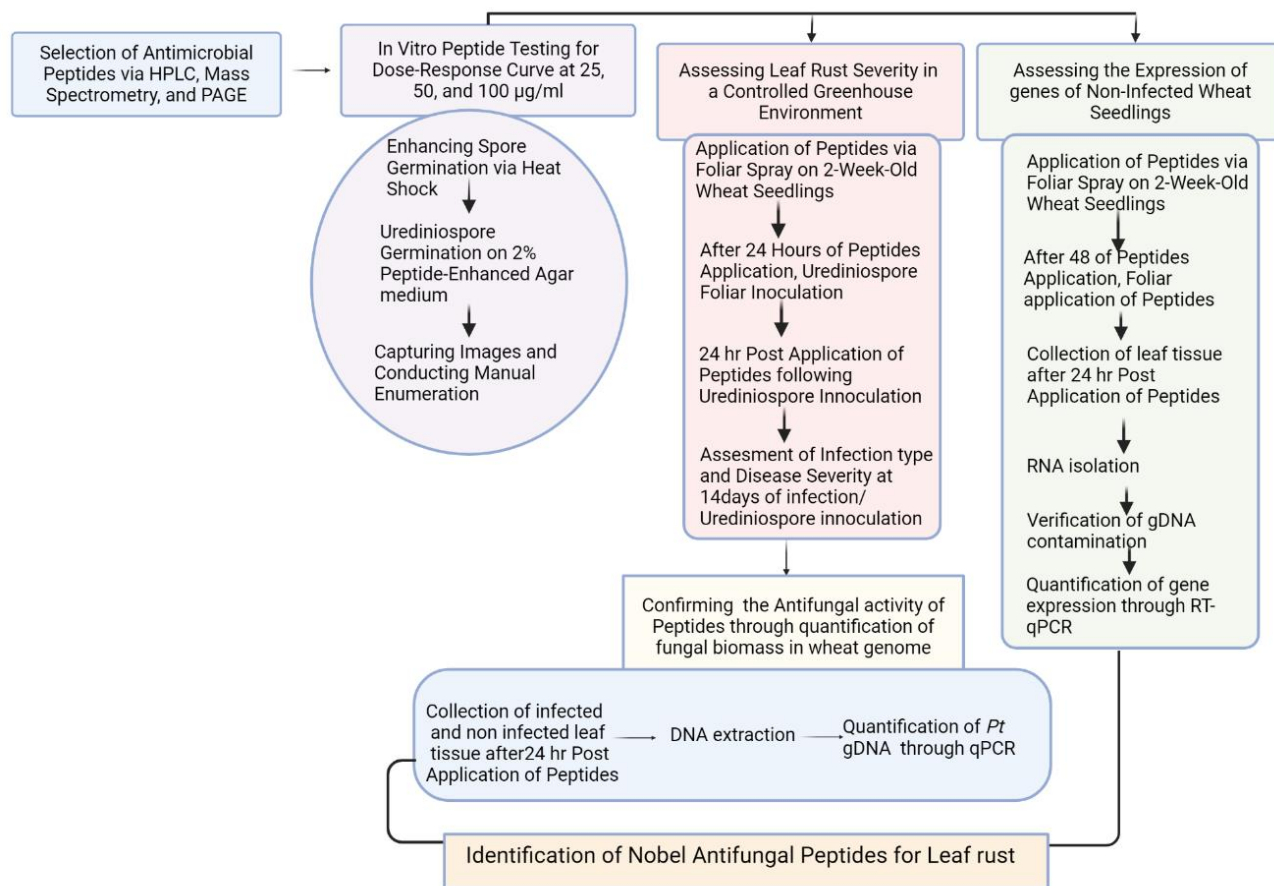 Selection of Antimicrobial
Peptides via HPLC, Mass
Spectrometry, and PAGE
In Vitro Peptide Testing for
Dose-Response Curve at 25,
50, and 100 µg/ml
Enhancing Spore
Germination via Heat
Shock
Urediniospore
Germination on 2%
Peptide-Enhanced Agar
medium
Capturing Images and
Conducting Manual
Enumeration
Assessing Leaf Rust Severity in
a Controlled Greenhouse
Environment
Application of Peptides via
Foliar Spray on 2-Week-Old
Wheat Seedlings
After 24 Hours of Peptides
Application, Urediniospore
Foliar Inoculation
24 hr Post Application of
Peptides following
Urediniospore Innoculation
Assesment of Infection type
and Disease Severity at
14days of infection/
Urediniospore innoculation
Assessing the Expression of
genes of Non-Infected Wheat
Seedlings
Application of Peptides via
Foliar Spray on 2-Week-Old
Wheat Seedlings
After 48 of Peptides
Application, Foliar
application of Peptides
Collection of leaf tissue
after 24 hr Post
Application of Peptides
RNA isolation
Verification of gDNA
contamination
Quantification of gene
expression through RT-
qPCR
Confirming the Antifungal activity of
Peptides through quantification of
fungal biomass in wheat genome
Collection of infected
and non infected leaf
tissue after24 hr Post
Application of Peptides
DNA extraction
Quantification of Pt
gDNA through qPCR
Identification of Nobel Antifungal Peptides for Leaf rust